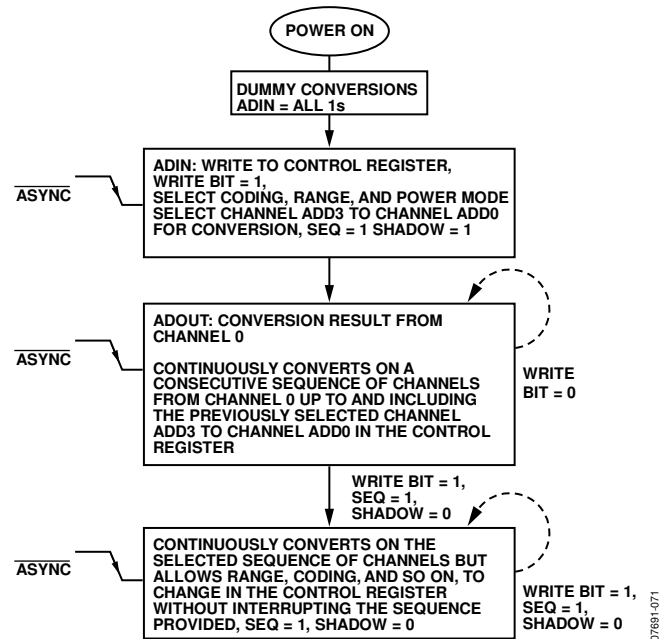 POWER ON
DUMMY CONVERSIONS
ADIN = ALL 1s
ASYNC
ADIN: WRITE TO CONTROL REGISTER,
WRITE BIT = 1,
SELECT CODING, RANGE, AND POWER MODE
SELECT CHANNEL ADD3 TO CHANNEL ADD0
FOR CONVERSION, SEQ = 1 SHADOW = 1
ASYNC
ADOUT: CONVERSION RESULT FROM
CHANNEL 0
CONTINUOUSLY CONVERTS ON A
CONSECUTIVE SEQUENCE OF CHANNELS
FROM CHANNEL 0 UP TO AND INCLUDING
THE PREVIOUSLY SELECTED CHANNEL
ADD3 TO CHANNEL ADD0 IN THE CONTROL
REGISTER
WRITE
BIT = 0
WRITE BIT = 1,
SEQ = 1,
SHADOW = 0
ASYNC
CONTINUOUSLY CONVERTS ON THE
SELECTED SEQUENCE OF CHANNELS BUT
ALLOWS RANGE, CODING, AND SO ON, TO
CHANGE IN THE CONTROL REGISTER
WITHOUT INTERRUPTING THE SEQUENCE
PROVIDED, SEQ = 1, SHADOW = 0
WRITE BIT = 1,
SEQ = 1,
SHADOW = 0
07691-071